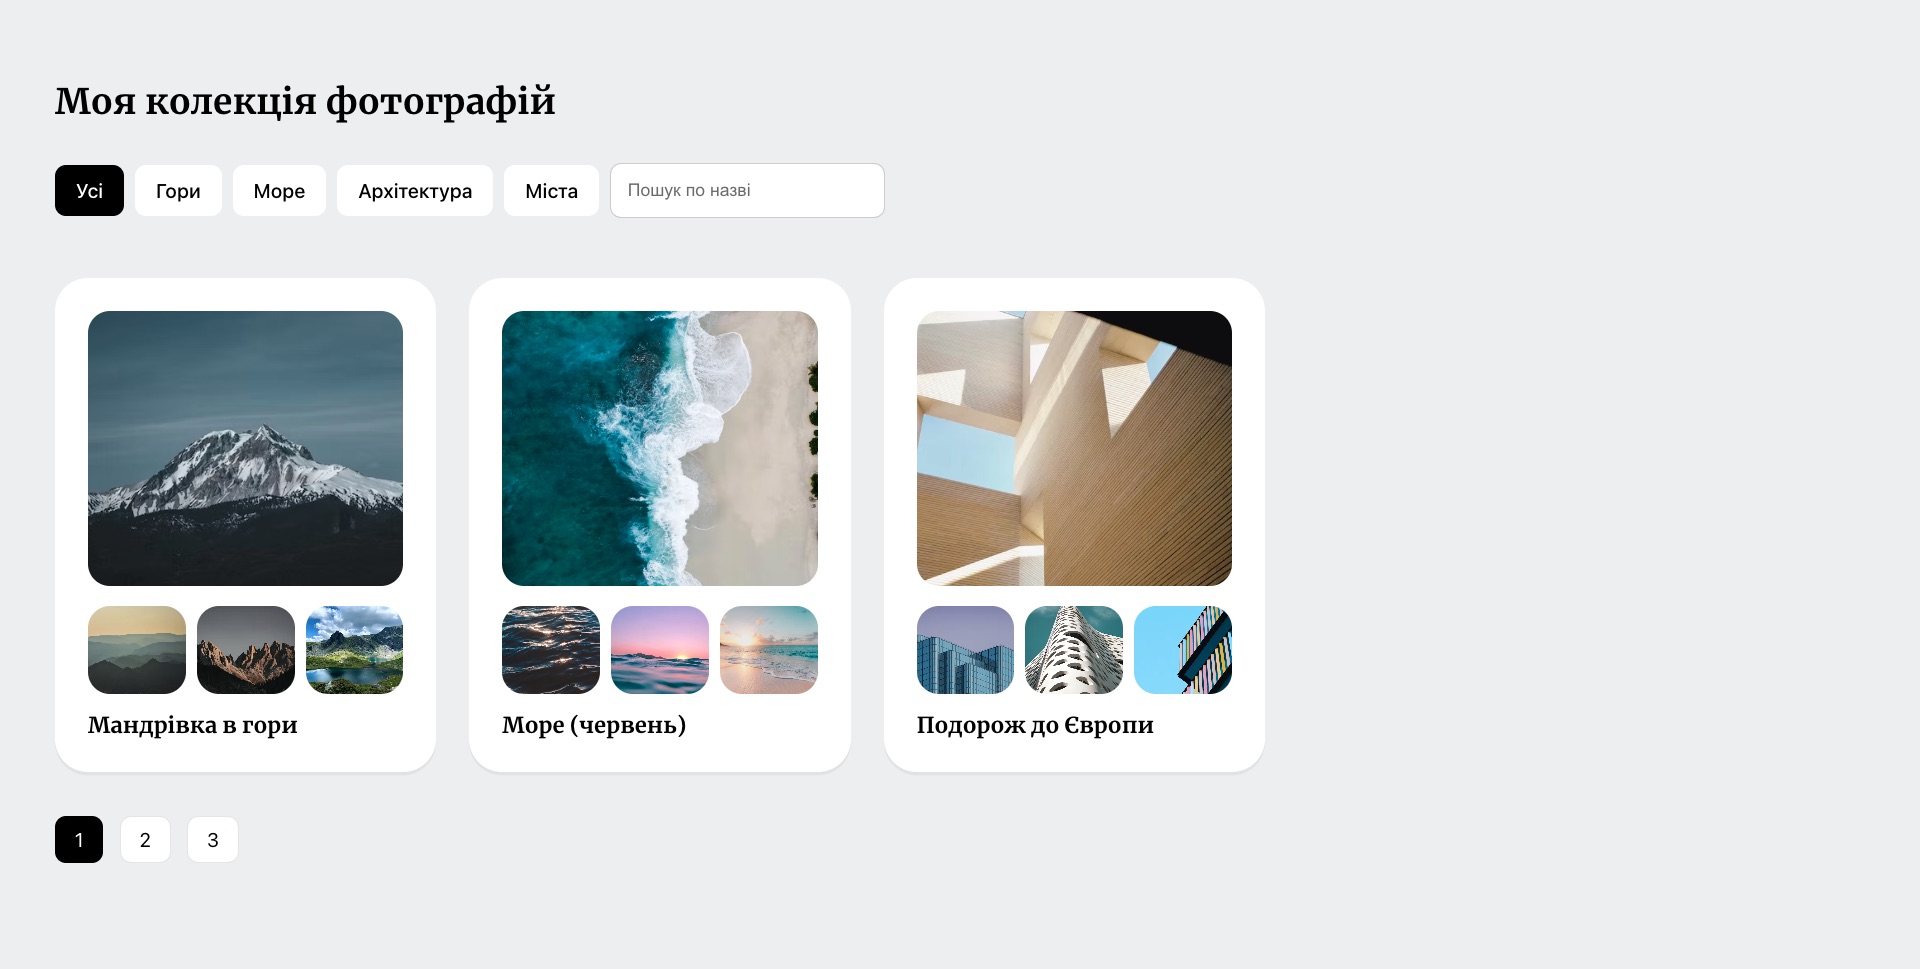 Моя колекція фотографій
Усі Гори Море Архітектура Міста Пошук по назві
Мандрівка в гори
Море (червень)
Подорож до Європи
1 2 3